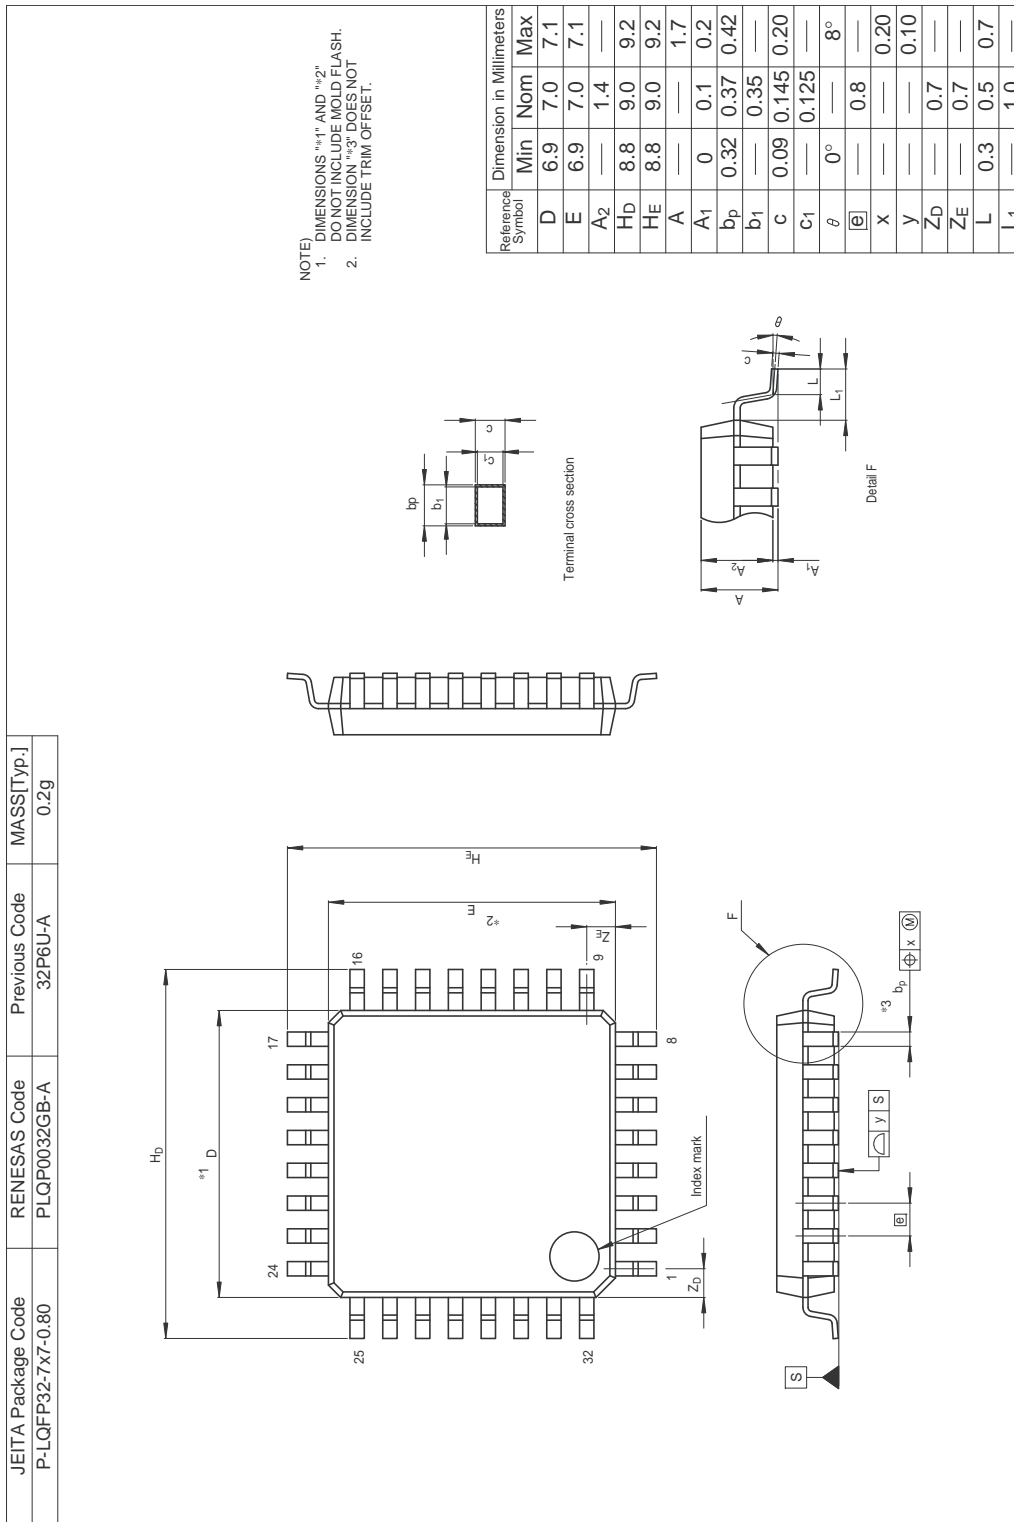 JEITA Package Code RENESAS Code Previous Code MASS[Typ.]
P-LQFP32-7x7-0.80 PLQP0032GB-A 32P6U-A 0.2g
HD
*1 D
24
17
25
16
32
9
1
8
ZD
Index mark
ZE
*2
E
HE
F
S
e
y S
*3
bp
x M
NOTE)
1. DIMENSIONS "*1" AND "*2"
DO NOT INCLUDE MOLD FLASH.
2. DIMENSION "*3" DOES NOT
INCLUDE TRIM OFFSET.
bp
b1
c1
c
Terminal cross section
A
A2
A1
c
θ
L
L1
Detail F
Reference Symbol Dimension in Millimeters
Min Nom Max
D 6.9 7.0 7.1
E 6.9 7.0 7.1
A2 — 1.4 —
HD 8.8 9.0 9.2
HE 8.8 9.0 9.2
A — — 1.7
A1 0 0.1 0.2
bp 0.32 0.37 0.42
b1 — 0.35 —
c 0.09 0.145 0.20
c1 — 0.125 —
θ 0° — 8°
e — 0.8 —
x — — 0.20
y — — 0.10
ZD — 0.7 —
ZE — 0.7 —
L 0.3 0.5 0.7
L1 — 1.0 —